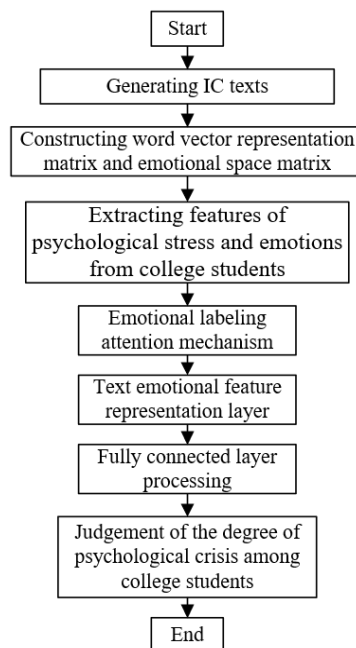 Start
Generating IC texts
Constructing word vector representation
matrix and emotional space matrix
Extracting features of
psychological stress and emotions
from college students
Emotional labeling
attention mechanism
Text emotional feature
representation layer
Fully connected layer
processing
Judgement of the degree of
psychological crisis among
college students
End